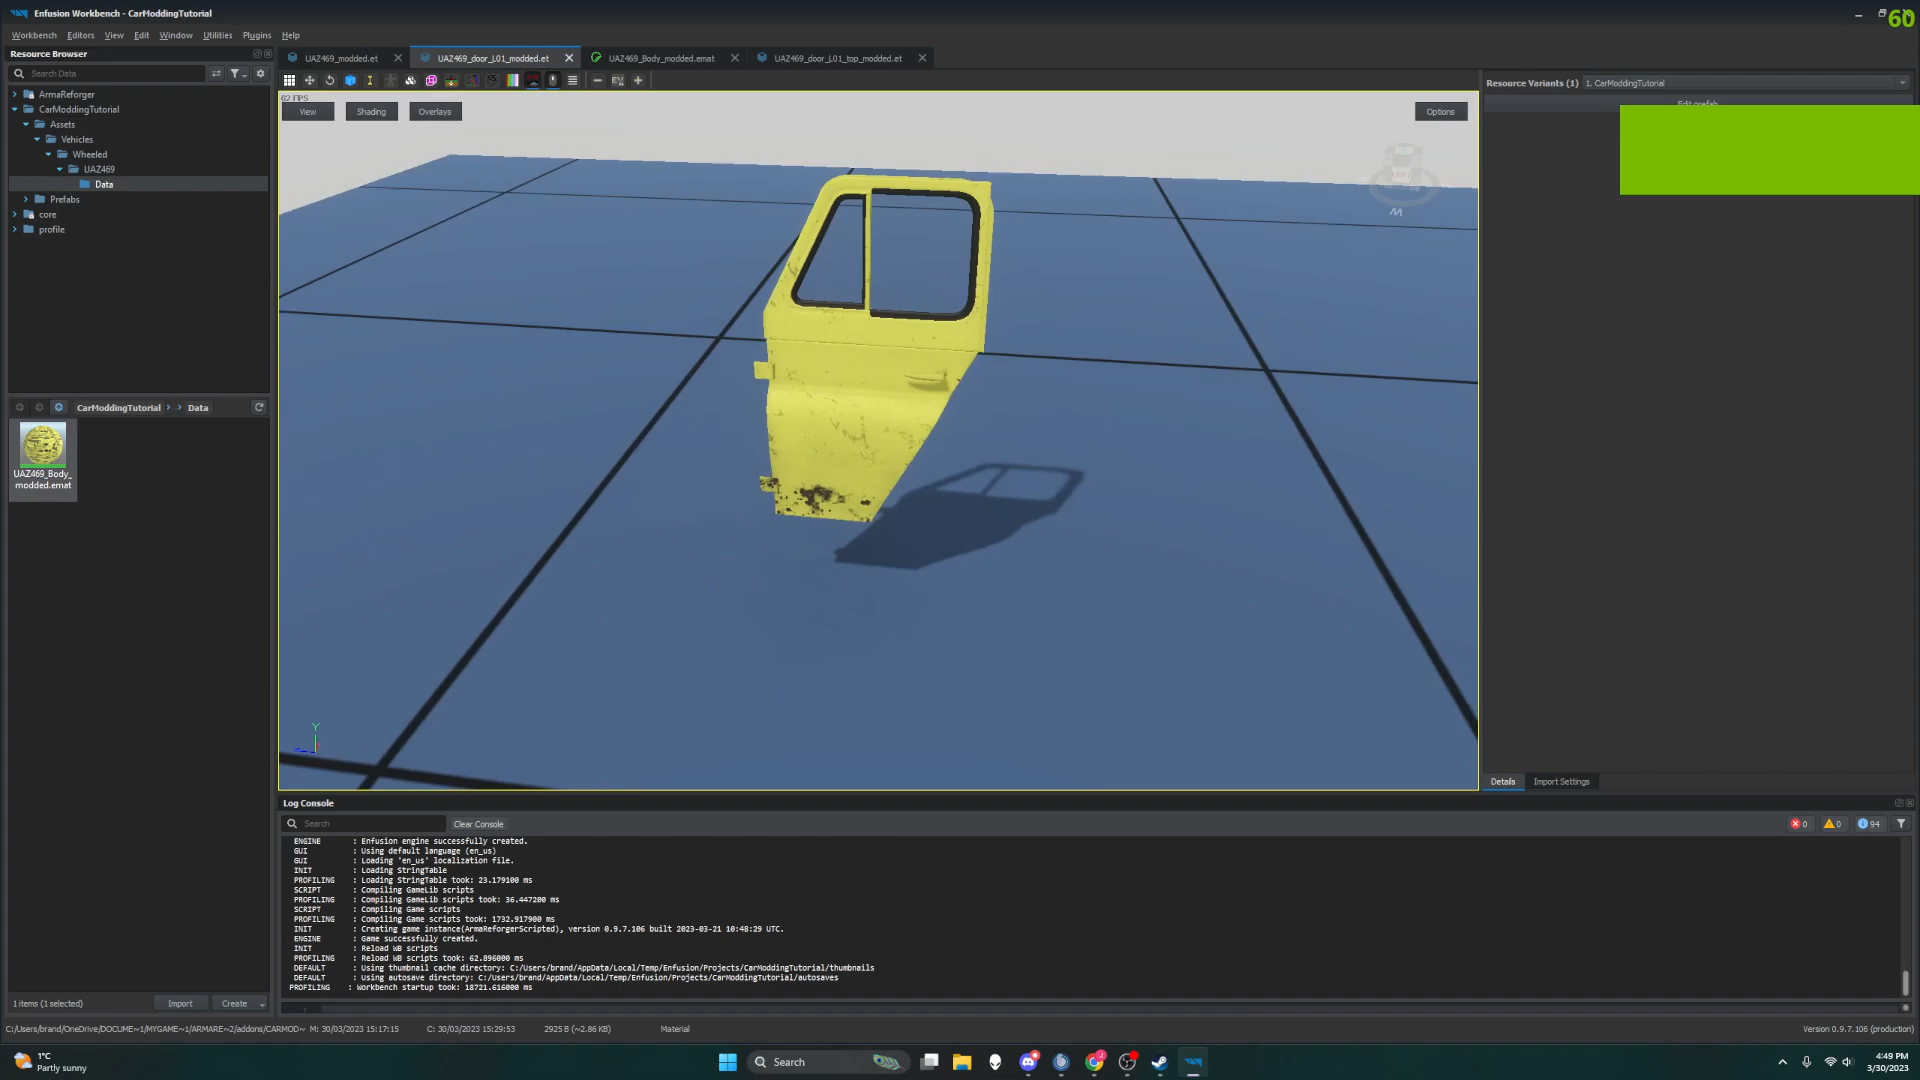 Enfusion Workbench - CarModdingTutorial
60
Workbench Editors View Edit Window Utilities Plugins Help
Resource Browser
Search Data
ArmaReforger
CarModdingTutorial
Assets
Vehicles
Wheeled
UAZ469
Data
Prefabs
core
profile
UAZ469_modded.et
UAZ469_door_L01_modded.et
UAZ469_Body_modded.emat
UAZ469_door_L01_top_modded.et
62 FPS
View
Shading
Overlays
Options
Y
Resource Variants (1)
1. CarModdingTutorial
Edit prefab
Details
Import Settings
CarModdingTutorial
Data
UAZ469_Body_
modded.emat
1 items (1 selected)
Import
Create
Log Console
Search
Clear Console
0
0
94
ENGINE : Enfusion engine successfully created.
GUI : Using default language (en_us)
GUI : Loading 'en_us' localization file.
INIT : Loading StringTable
PROFILING : Loading StringTable took: 23.179100 ms
SCRIPT : Compiling GameLib scripts
PROFILING : Compiling GameLib scripts took: 36.447200 ms
SCRIPT : Compiling Game scripts
PROFILING : Compiling Game scripts took: 1732.917900 ms
INIT : Creating game instance(ArmaReforgerScripted), version 0.9.7.106 built 2023-03-21 10:48:29 UTC.
ENGINE : Game successfully created.
INIT : Reload WB scripts
PROFILING : Reload WB scripts took: 62.896000 ms
DEFAULT : Using thumbnail cache directory: C:/Users/brand/AppData/Local/Temp/Enfusion/Projects/CarModdingTutorial/thumbnails
DEFAULT : Using autosave directory: C:/Users/brand/AppData/Local/Temp/Enfusion/Projects/CarModdingTutorial/autosaves
PROFILING : Workbench startup took: 18721.616000 ms
C:/Users/brand/OneDrive/DOCUME~1/MYGAME~1/ARMARE~2/addons/CARMOD~ M: 30/03/2023 15:17:15 C: 30/03/2023 15:29:53 2925 B (~2.86 KB) Material
Version 0.9.7.106 (production)
1°C
Partly sunny
Search
4:49 PM
3/30/2023